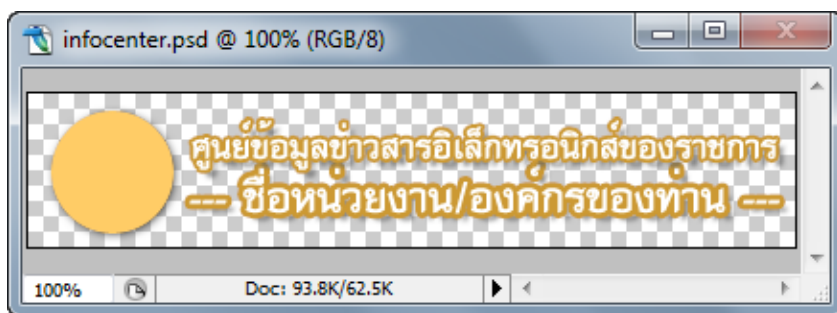 infocenter.psd @ 100% (RGB/8)
ศูนย์ข้อมูลข่าวสารอิเล็กทรอนิกส์ของราชการ
--- ชื่อหน่วยงาน/องค์กรของท่าน ---
100%
Doc: 93.8K/62.5K